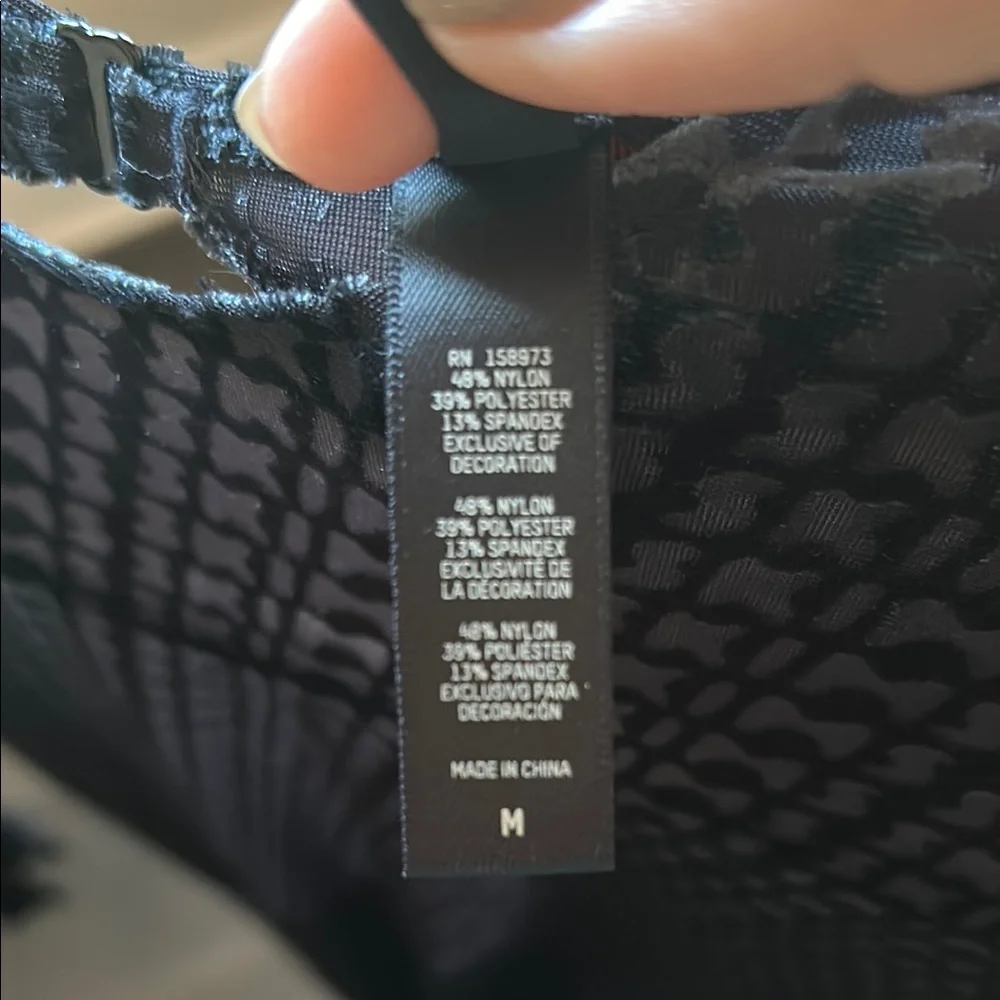 RN 158973
48% NYLON
39% POLYESTER
13% SPANDEX
EXCLUSIVE OF
DECORATION
48% NYLON
39% POLYESTER
13% SPANDEX
EXCLUSIVITÉ DE
LA DÉCORATION
48% NYLON
39% POLIÉSTER
13% SPANDEX
EXCLUSIVO PARA
DECORACIÓN
MADE IN CHINA
M